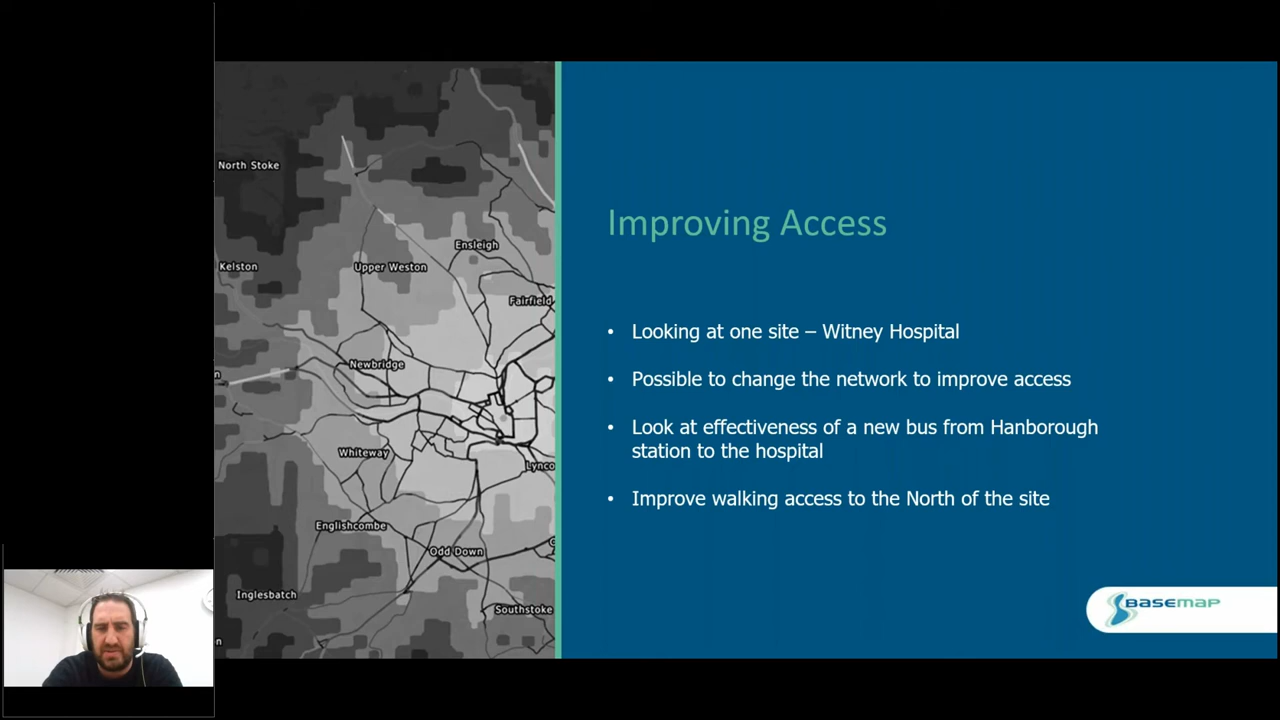 North Stoke
Ensleigh
Kelston
Upper Weston
Fairfield
Newbridge
n
Whiteway
Lynco
Englishcombe
Odd Down
Inglesbatch
Southstoke
n
Improving Access
• Looking at one site – Witney Hospital
• Possible to change the network to improve access
• Look at effectiveness of a new bus from Hanborough
station to the hospital
• Improve walking access to the North of the site
BASEMAP